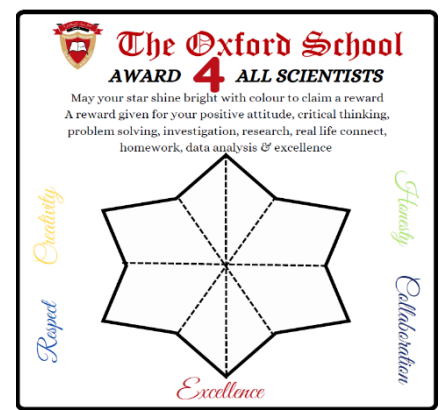 The Oxford School
AWARD 4 ALL SCIENTISTS
May your star shine bright with colour to claim a reward
A reward given for your positive attitude, critical thinking,
problem solving, investigation, research, real life connect,
homework, data analysis & excellence
Creativity
Honesty
Respect
Collaboration
Excellence